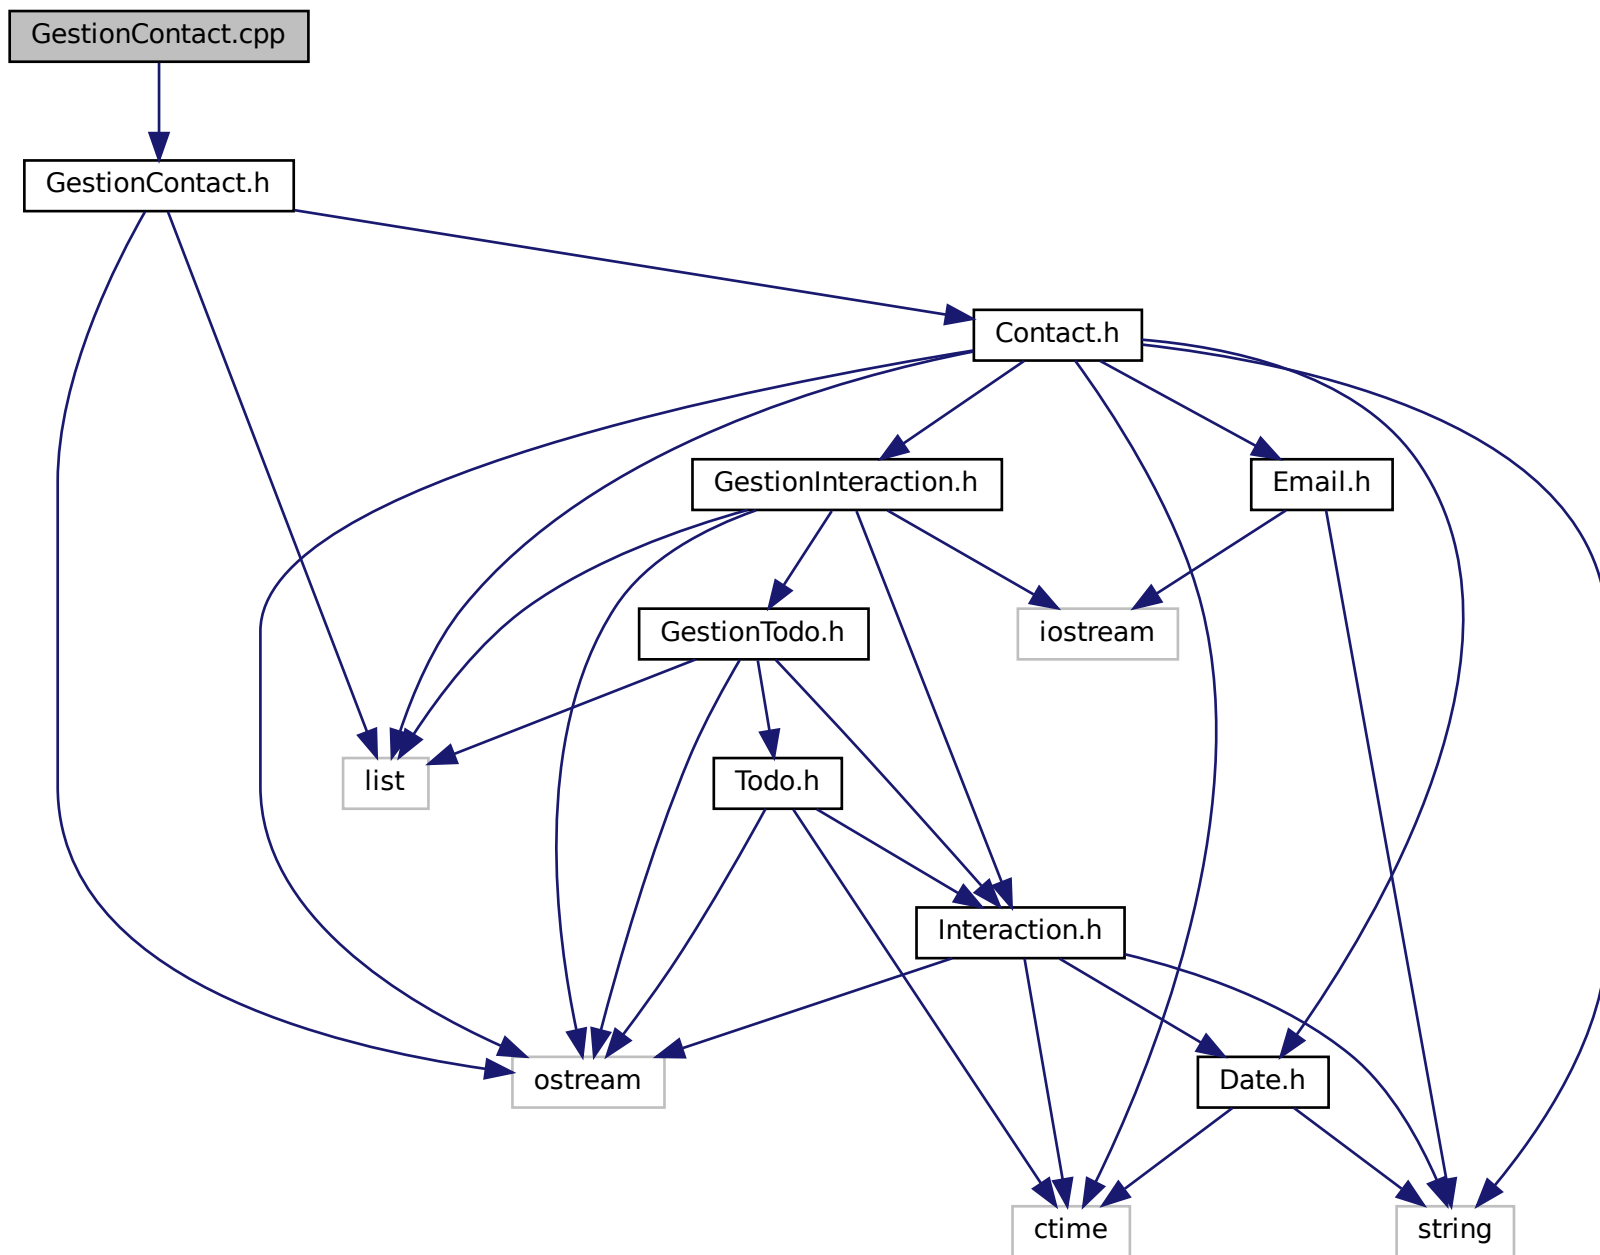 GestionContact.cpp
GestionContact.h
Contact.h
GestionInteraction.h
Email.h
GestionTodo.h
iostream
list
Todo.h
Interaction.h
ostream
Date.h
ctime
string